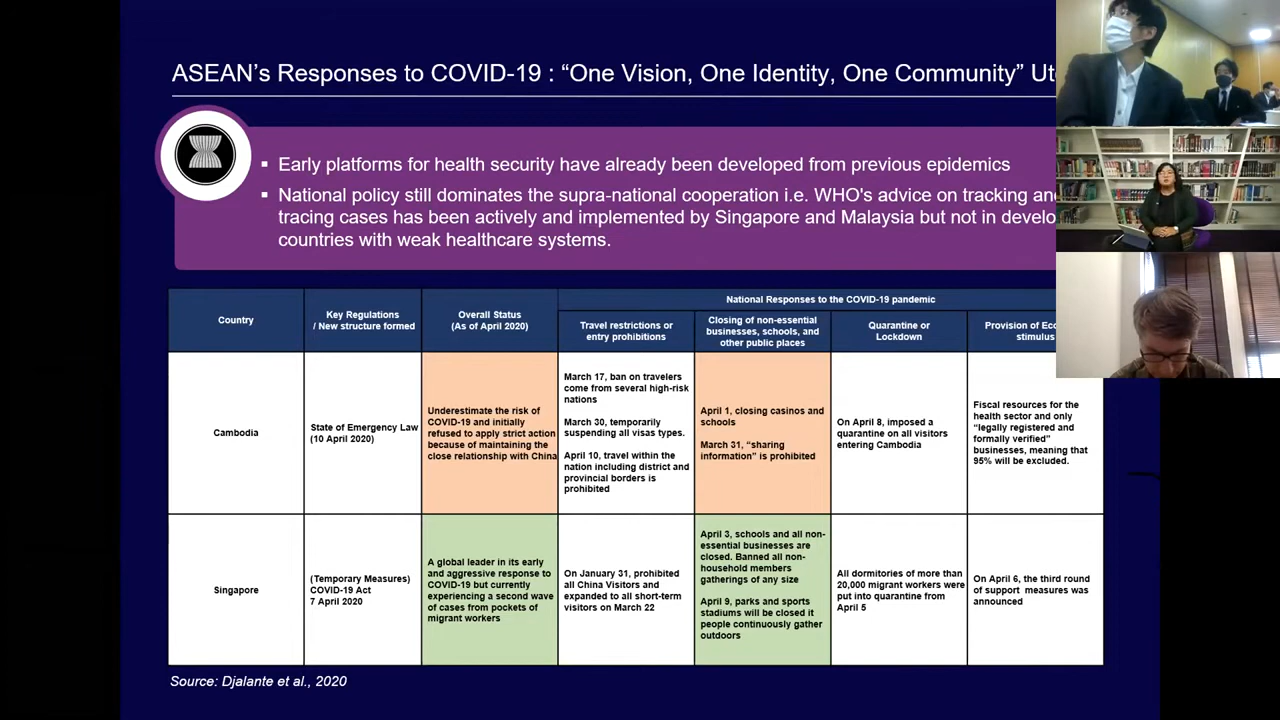 ASEAN's Responses to COVID-19 : “One Vision, One Identity, One Community”
▪ Early platforms for health security have already been developed from previous epidemics
▪ National policy still dominates the supra-national cooperation i.e. WHO's advice on tracking
tracing cases has been actively and implemented by Singapore and Malaysia but not in
countries with weak healthcare systems.
Country
Key Regulations
/ New structure formed
Overall Status
(As of April 2020)
National Responses to the COVID-19 pandemic
Travel restrictions or
entry prohibitions
Closing of non-essential
businesses, schools, and
other public places
Quarantine or
Lockdown
Provision of
stimulus
Cambodia
State of Emergency Law
(10 April 2020)
Underestimate the risk of
COVID-19 and initially
refused to apply strict action
because of maintaining the
close relationship with China
March 17, ban on travelers
come from several high-risk
nations
March 30, temporarily
suspending all visas types.
April 10, travel within the
nation including district and
provincial borders is
prohibited
April 1, closing casinos and
schools
March 31, “sharing
information” is prohibited
On April 8, imposed a
quarantine on all visitors
entering Cambodia
Fiscal resources for the
health sector and only
“legally registered and
formally verified”
businesses, meaning that
95% will be excluded.
Singapore
(Temporary Measures)
COVID-19 Act
7 April 2020
A global leader in its early
and aggressive response to
COVID-19 but currently
experiencing a second wave
of cases from pockets of
migrant workers
On January 31, prohibited
all China Visitors and
expanded to all short-term
visitors on March 22
April 3, schools and all non-
essential businesses are
closed. Banned all non-
household members
gatherings of any size
April 9, parks and sports
stadiums will be closed it
people continuously gather
outdoors
All dormitories of more than
20,000 migrant workers were
put into quarantine from
April 5
On April 6, the third round
of support measures was
announced
Source: Djalante et al., 2020